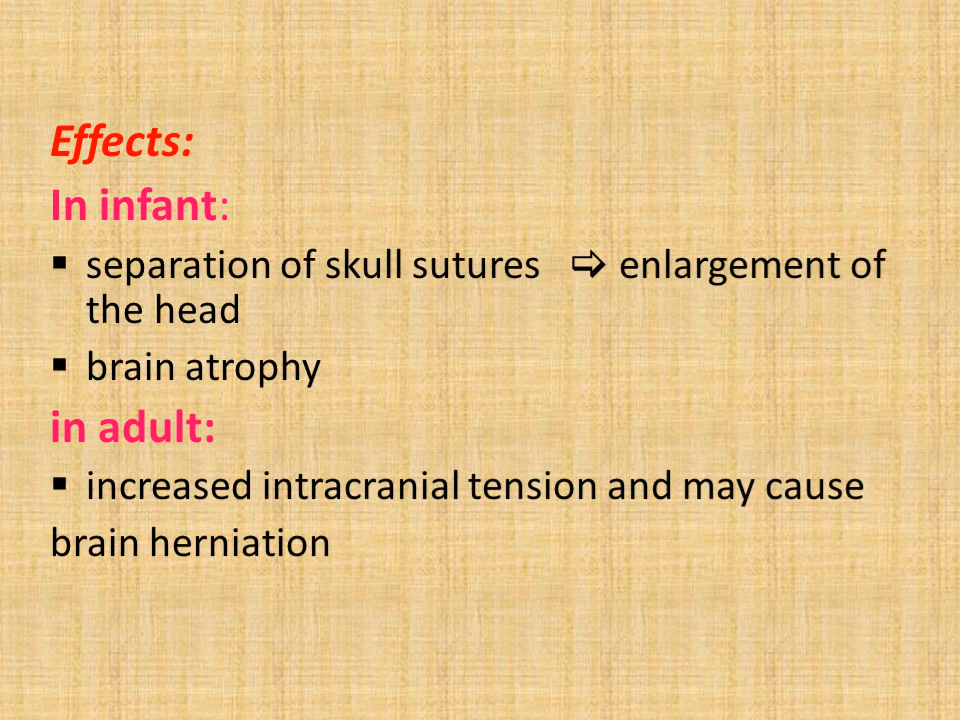 Effects:
In infant:
▪ separation of skull sutures ⇨ enlargement of
the head
▪ brain atrophy
in adult:
▪ increased intracranial tension and may cause
brain herniation